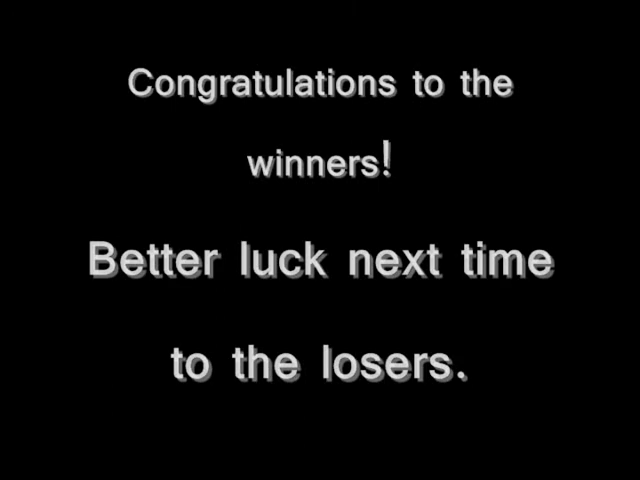 Congratulations to the
winners!
Better luck next time
to the losers.